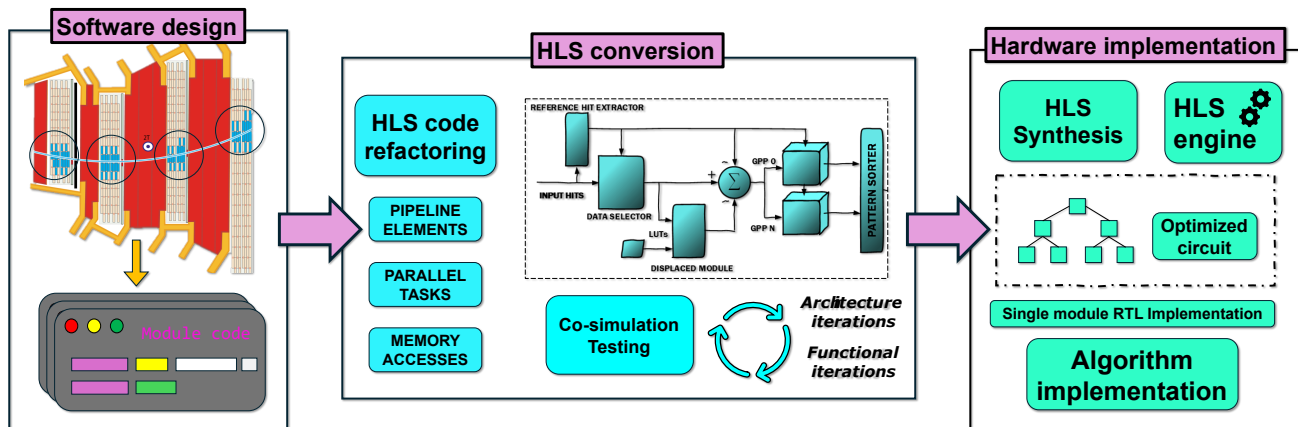 Software design
2T
Module code
HLS conversion
HLS code
refactoring
PIPELINE
ELEMENTS
PARALLEL
TASKS
MEMORY
ACCESSES
REFERENCE HIT EXTRACTOR
INPUT HITS
DATA SELECTOR
LUTs
DISPLACED MODULE
+
−
−
Σ
GPP 0
GPP N
PATTERN SORTER
Co-simulation
Testing
Architecture
iterations
Functional
iterations
Hardware implementation
HLS
Synthesis
HLS
engine
Optimized
circuit
Single module RTL Implementation
Algorithm
implementation